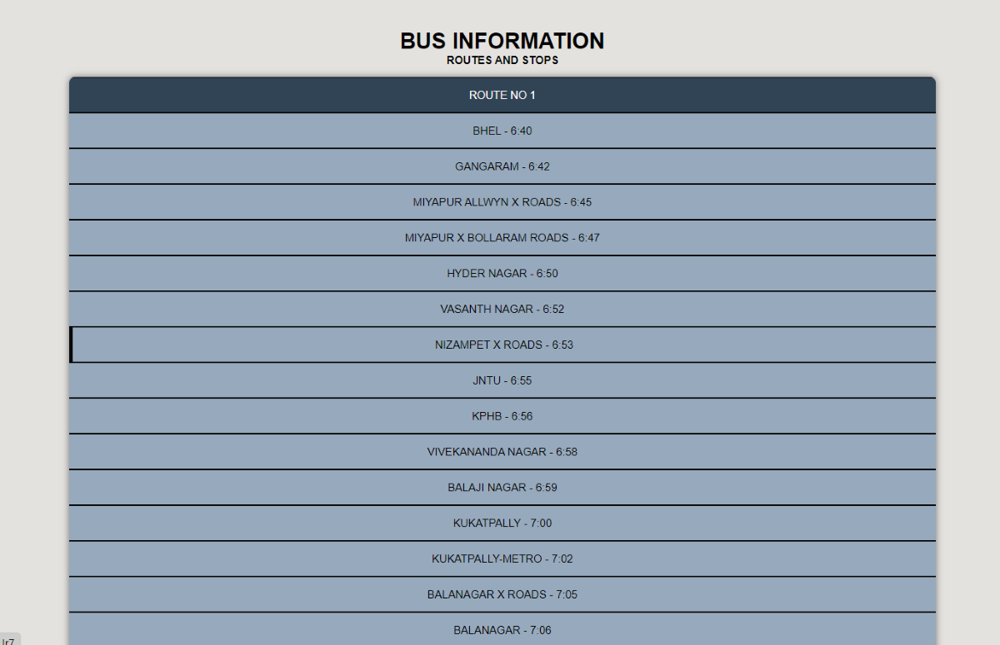 BUS INFORMATION
ROUTES AND STOPS
ROUTE NO 1
BHEL - 6:40
GANGARAM - 6:42
MIYAPUR ALLWYN X ROADS - 6:45
MIYAPUR X BOLLARAM ROADS - 6:47
HYDER NAGAR - 6:50
VASANTH NAGAR - 6:52
NIZAMPET X ROADS - 6:53
JNTU - 6:55
KPHB - 6:56
VIVEKANANDA NAGAR - 6:58
BALAJI NAGAR - 6:59
KUKATPALLY - 7:00
KUKATPALLY-METRO - 7:02
BALANAGAR X ROADS - 7:05
BALANAGAR - 7:06